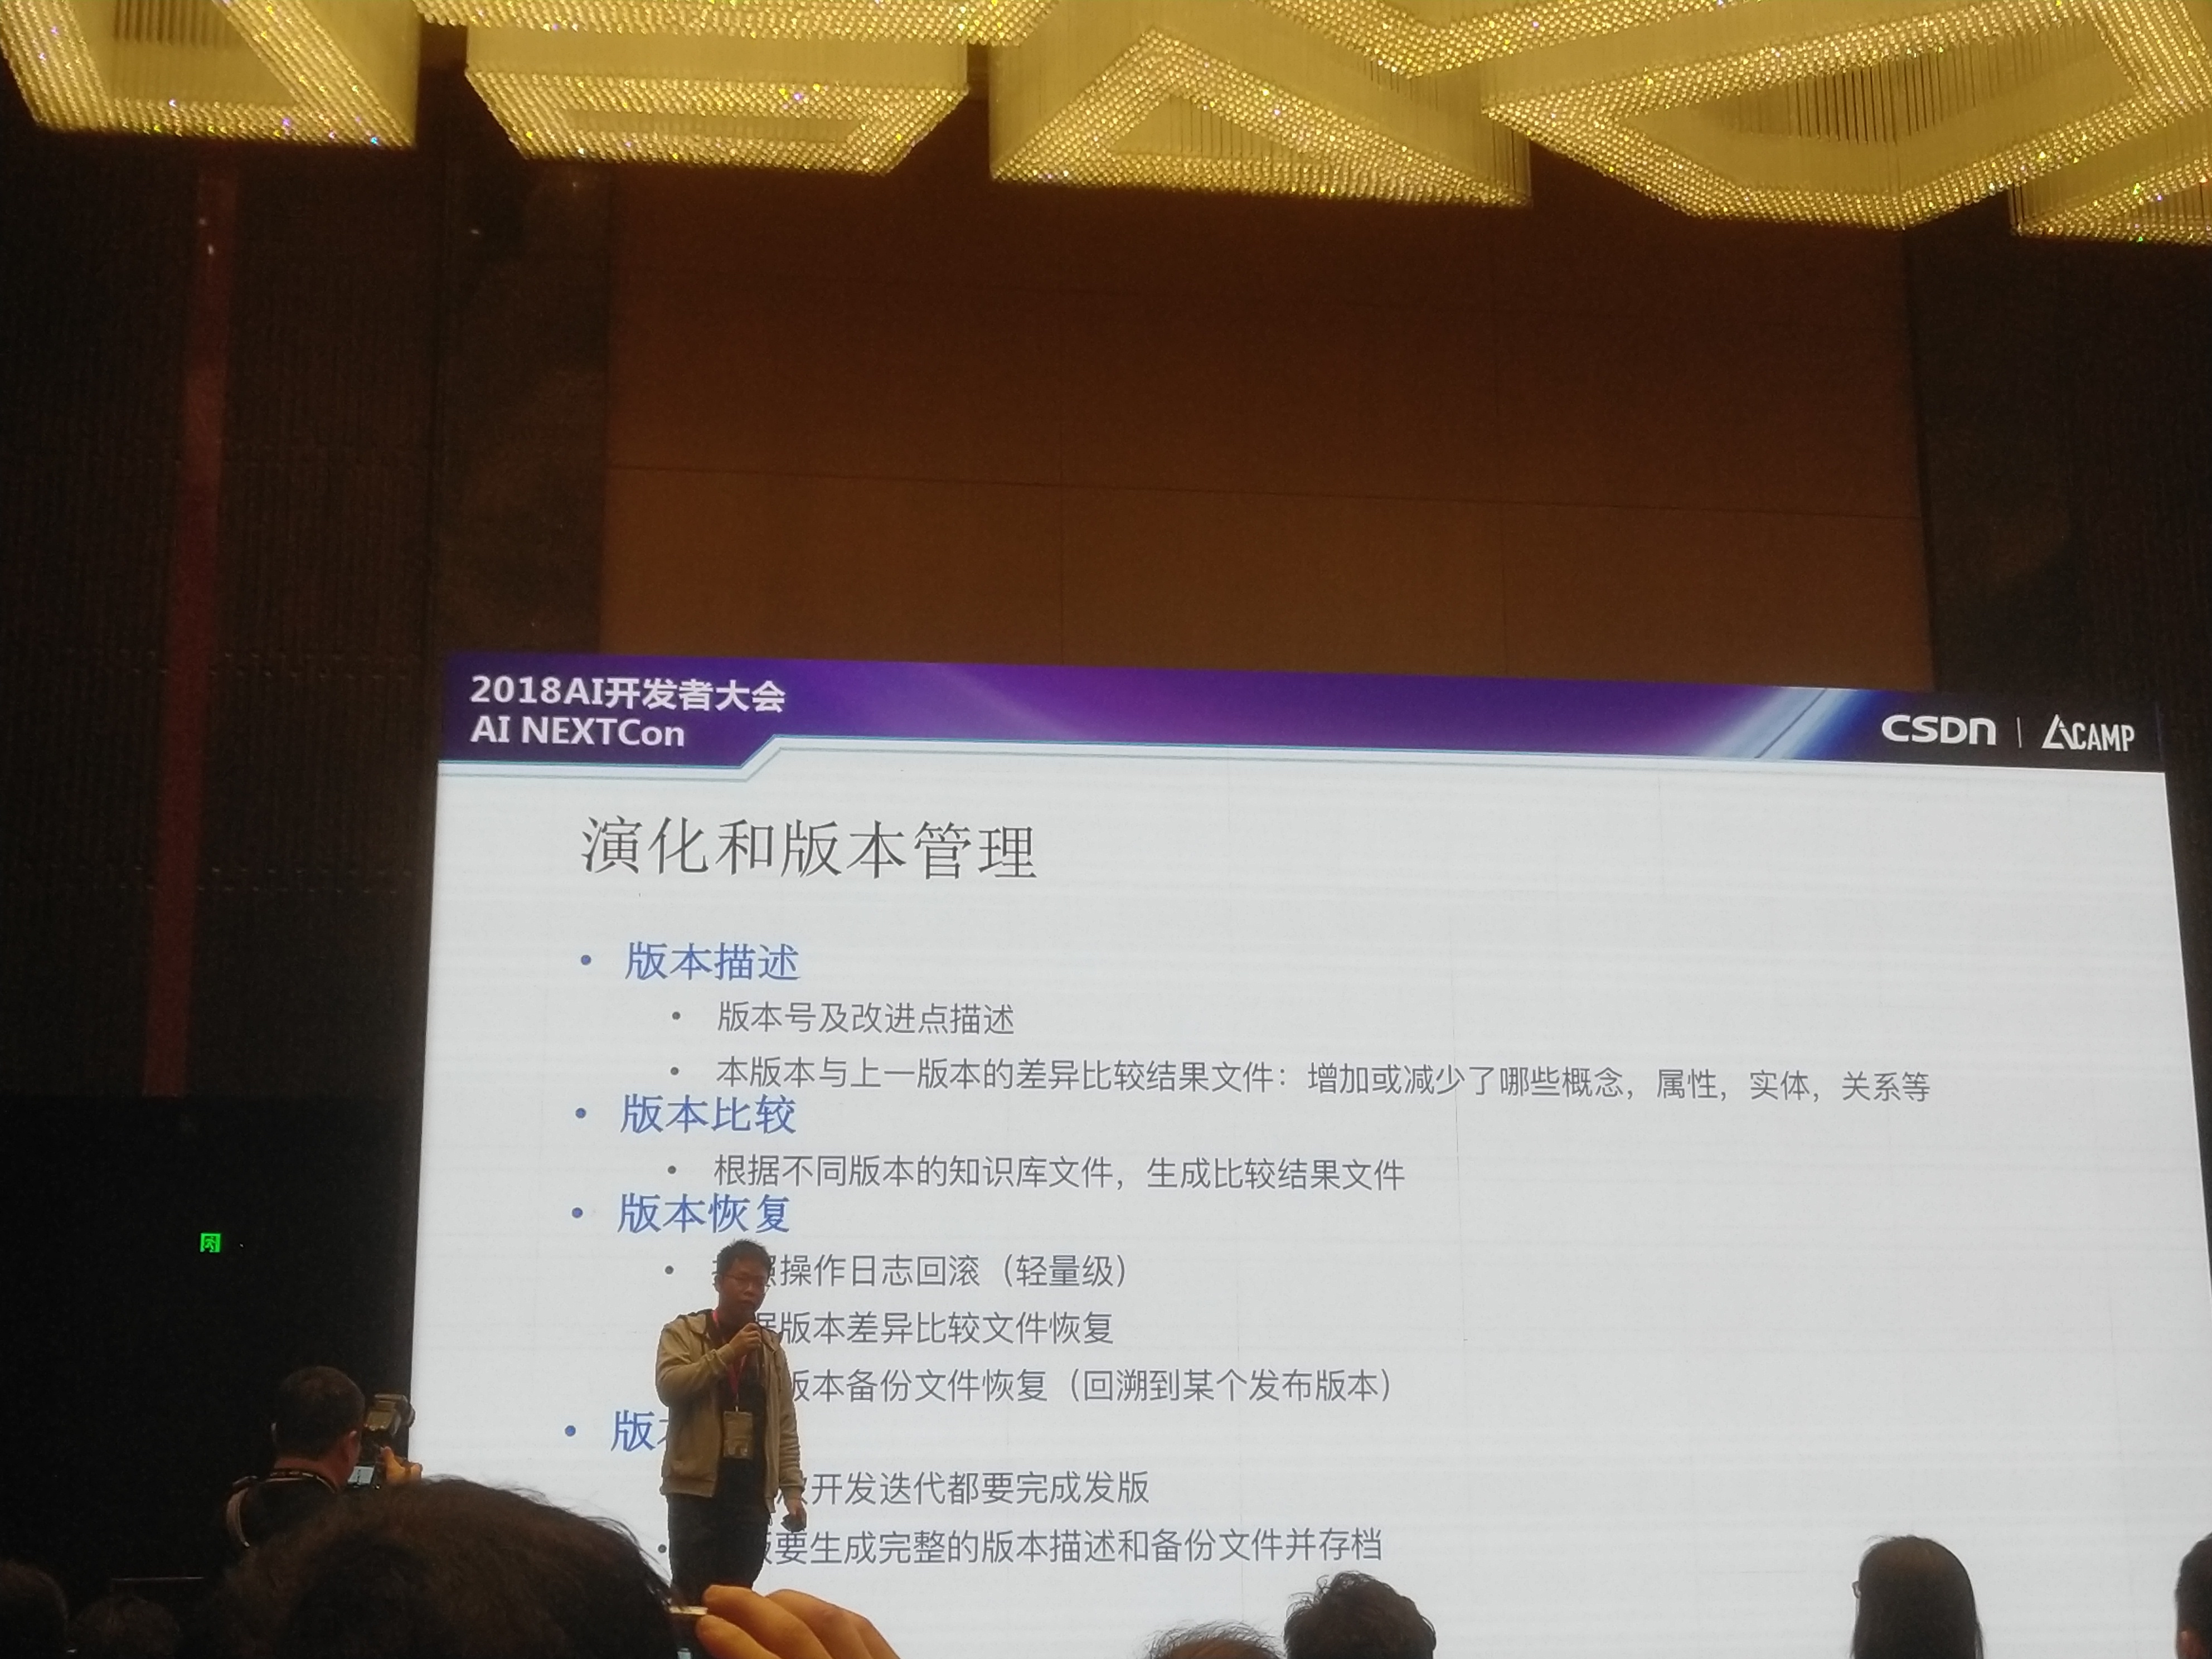 2018AI开发者大会
AI NEXTCon
CSDN | CAMP
演化和版本管理
• 版本描述
• 版本号及改进点描述
• 本版本与上一版本的差异比较结果文件：增加或减少了哪些概念，属性，实体，关系等
• 版本比较
• 根据不同版本的知识库文件，生成比较结果文件
• 版本恢复
• 照操作日志回滚（轻量级）
据版本差异比较文件恢复
版本备份文件恢复（回溯到某个发布版本）
• 版本
次开发迭代都要完成发版
• 版要生成完整的版本描述和备份文件并存档